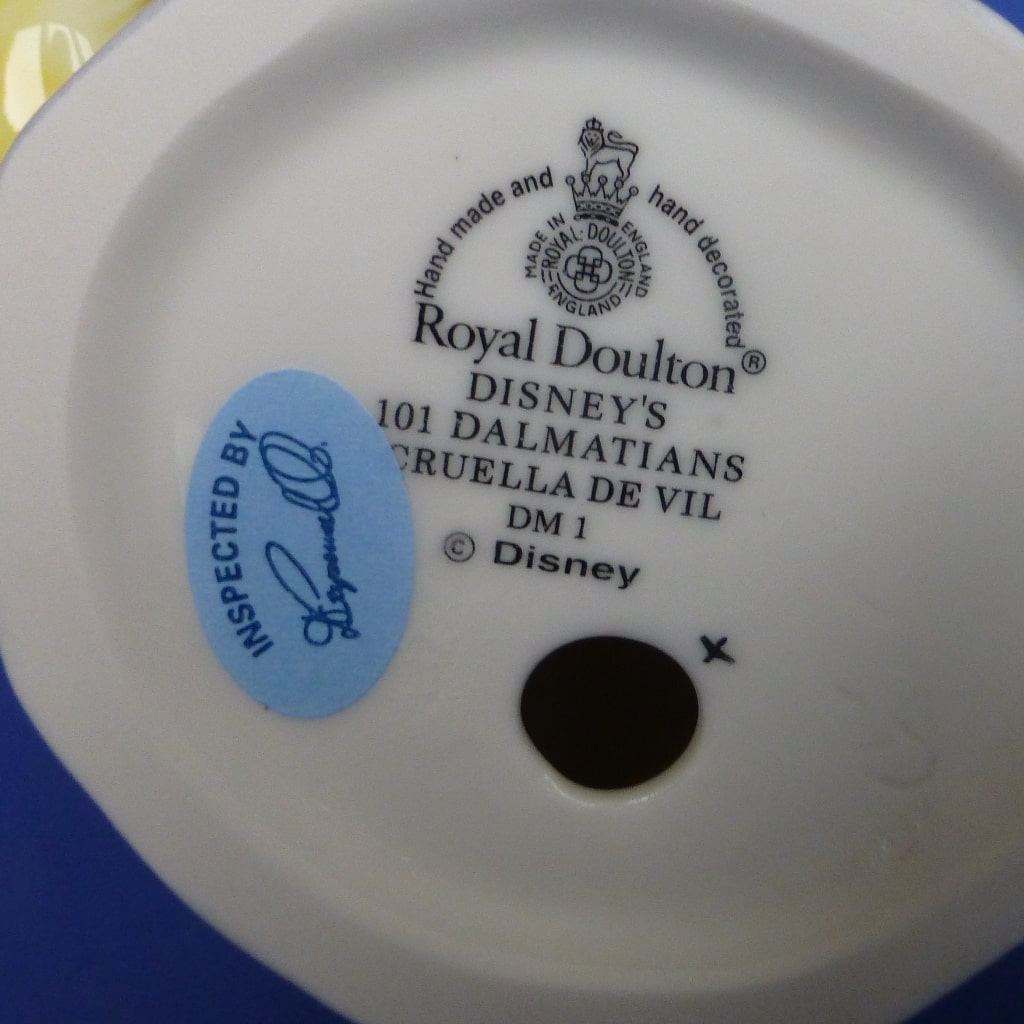 Hand made and hand decorated
MADE IN ENGLAND
ROYAL · DOULTON
ENGLAND
Royal Doulton®
DISNEY'S
101 DALMATIANS
CRUELLA DE VIL
DM 1
© Disney
x
INSPECTED BY